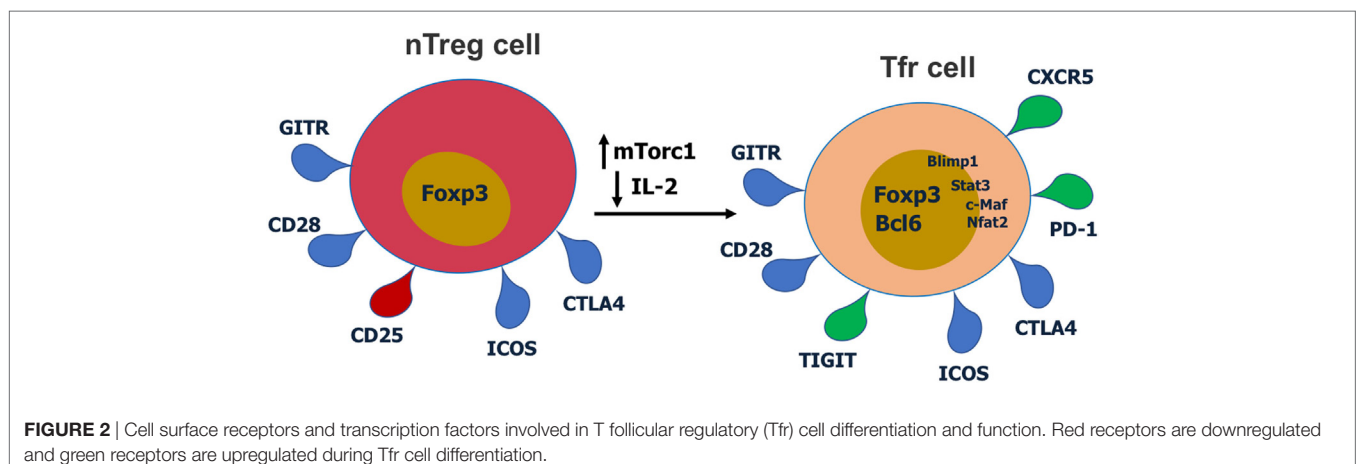 nTreg cell
GITR
CD28
CD25
ICOS
CTLA4
Foxp3
mTorc1
IL-2
Tfr cell
CXCR5
GITR
Blimp1
Stat3
Foxp3
c-Maf
Bcl6
Nfat2
PD-1
CD28
CTLA4
TIGIT
ICOS
FIGURE 2 | Cell surface receptors and transcription factors involved in T follicular regulatory (Tfr) cell differentiation and function. Red receptors are downregulated
and green receptors are upregulated during Tfr cell differentiation.